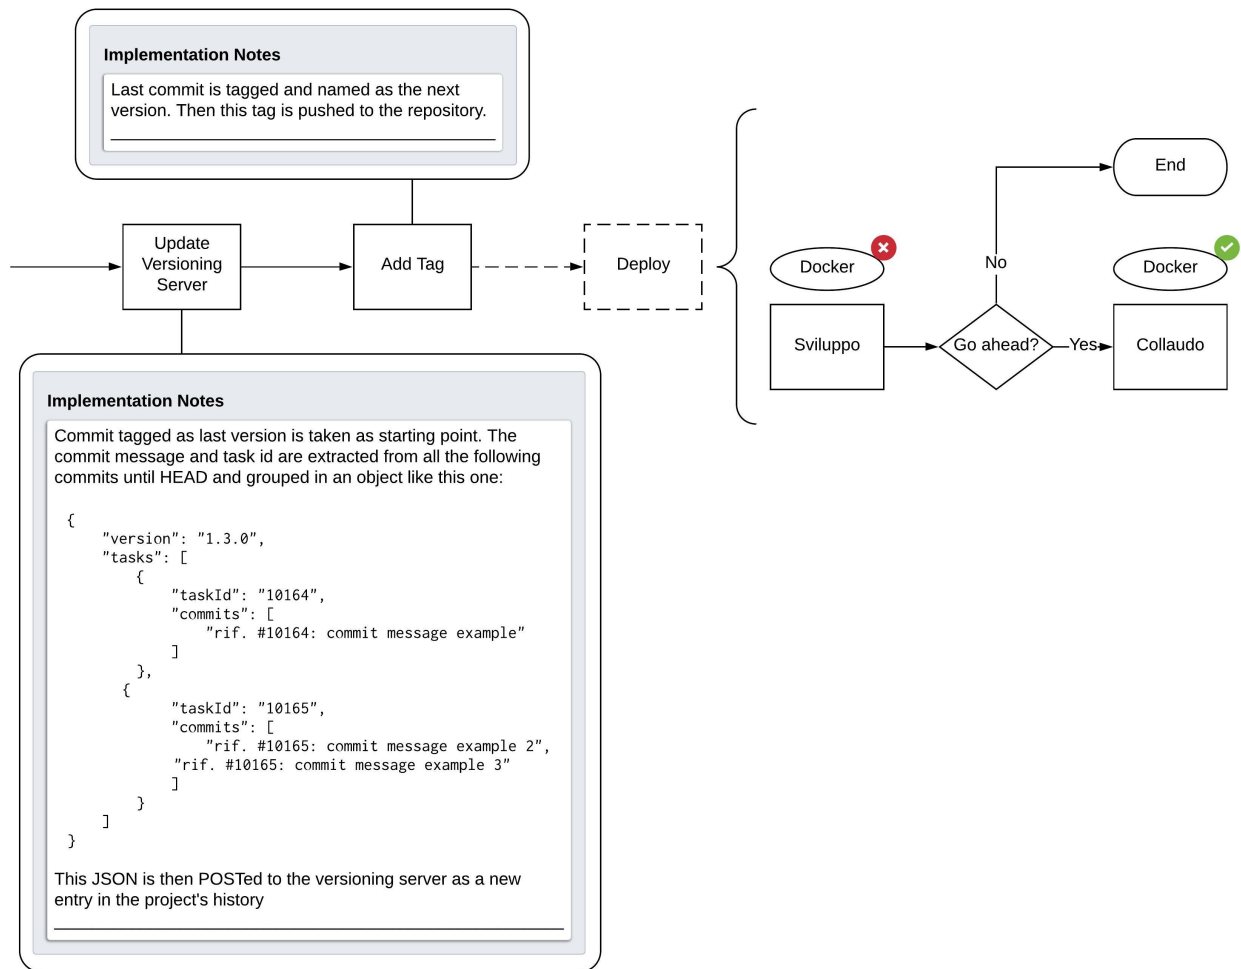 Implementation Notes
Last commit is tagged and named as the next
version. Then this tag is pushed to the repository.
Update
Versioning
Server
Add Tag
Deploy
Docker
Sviluppo
No
Go ahead?
Yes
End
Docker
Collaudo
Implementation Notes
Commit tagged as last version is taken as starting point. The
commit message and task id are extracted from all the following
commits until HEAD and grouped in an object like this one:
{
"version": "1.3.0",
"tasks": [
{
"taskId": "10164",
"commits": [
"rif. #10164: commit message example"
]
},
{
"taskId": "10165",
"commits": [
"rif. #10165: commit message example 2",
"rif. #10165: commit message example 3"
]
}
]
}
This JSON is then POSTed to the versioning server as a new
entry in the project's history